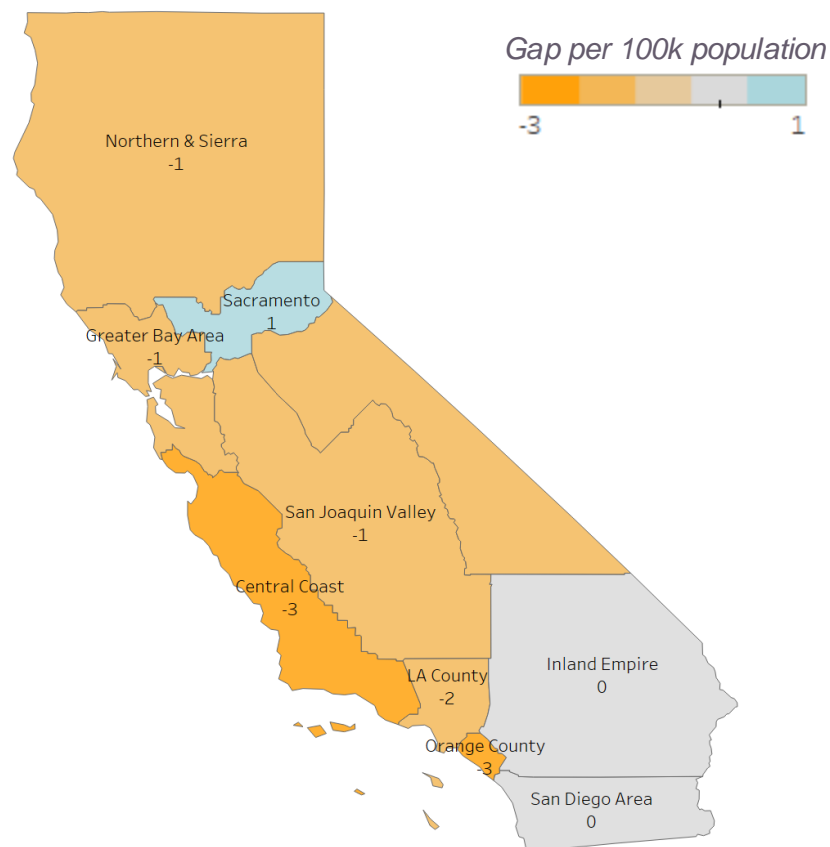 Gap per 100k population
-3 1
Northern & Sierra
-1
Sacramento
1
Greater Bay Area
-1
San Joaquin Valley
-1
Central Coast
-3
Inland Empire
0
LA County
-2
Orange County
-3
San Diego Area
0